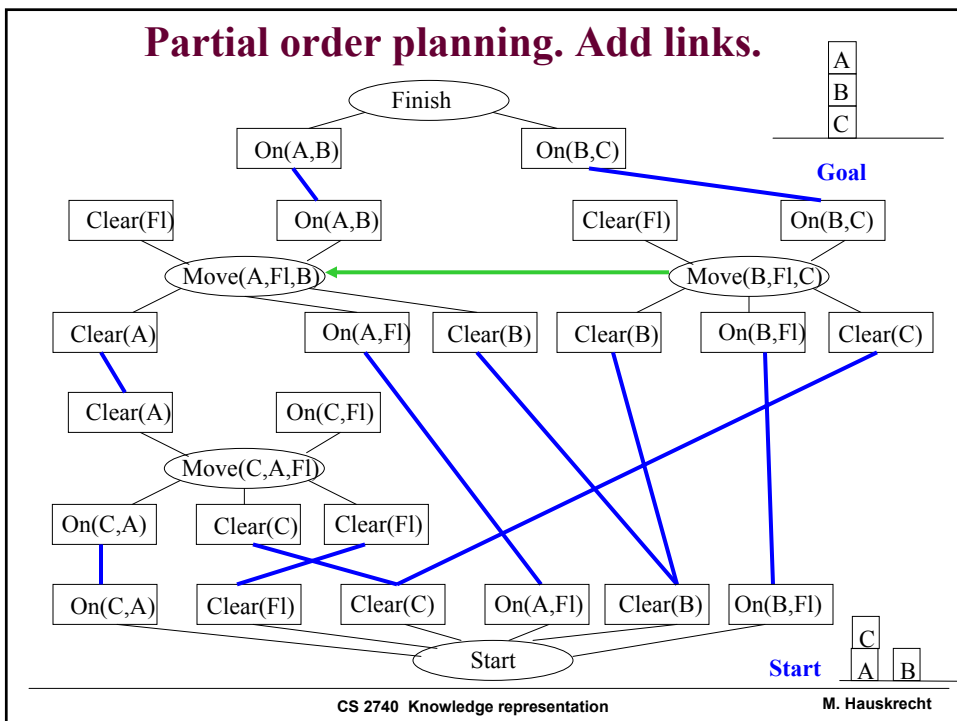 Partial order planning. Add links.
A
B
C
Finish
On(A,B)
On(B,C)
Goal
Clear(Fl)
On(A,B)
Clear(Fl)
On(B,C)
Move(A,Fl,B)
Move(B,Fl,C)
Clear(A)
On(A,Fl)
Clear(B)
Clear(B)
On(B,Fl)
Clear(C)
Clear(A)
On(C,Fl)
Move(C,A,Fl)
On(C,A)
Clear(C)
Clear(Fl)
On(C,A)
Clear(Fl)
Clear(C)
On(A,Fl)
Clear(B)
On(B,Fl)
Start
Start
C
A B
CS 2740 Knowledge representation
M. Hauskrecht